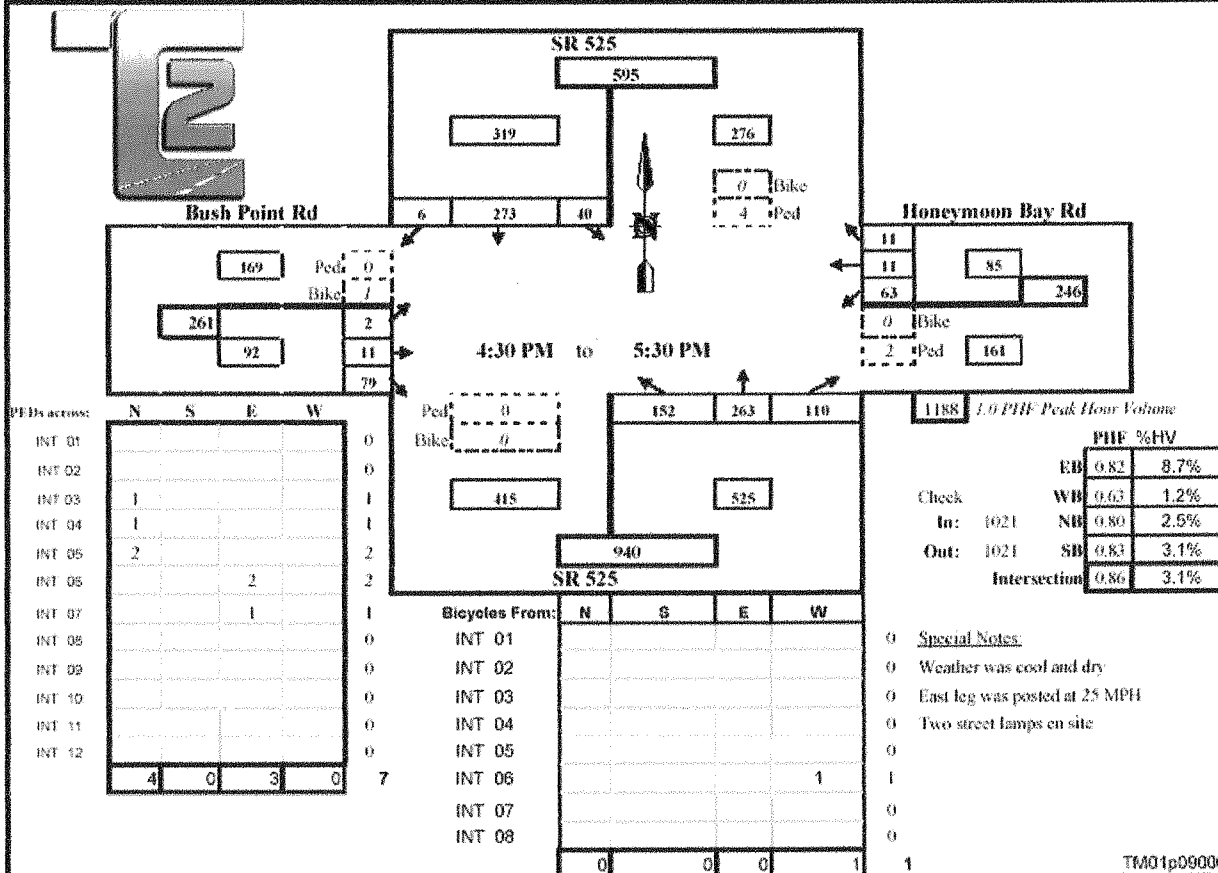 T2
SR 525
595
319
276
0 Bike
4 Ped
Bush Point Rd
6 273 40
Honeymoon Bay Rd
169
Ped 0
Bike 1
11
11
63
85
246
261
92
2
11
79
4:30 PM to 5:30 PM
0 Bike
2 Ped
161
Ped 0
Bike 0
152 263 110
1188 1.0 PHF Peak Hour Volume
415
525
940
SR 525
PHF %HV
EB 0.82 8.7%
Check WB 0.63 1.2%
In: 1021 NB 0.80 2.5%
Out: 1021 SB 0.83 3.1%
Intersection 0.86 3.1%
PEDs across: N S E W
INT 01 0
INT 02 0
INT 03 1 1
INT 04 1 1
INT 05 2 2
INT 06 2 2
INT 07 1 1
INT 08 0
INT 09 0
INT 10 0
INT 11 0
INT 12 0
4 0 3 0 7
Bicycles From: N S E W
INT 01 0
INT 02 0
INT 03 0
INT 04 0
INT 05 0
INT 06 1 1
INT 07 0
INT 08 0
0 0 0 1 1
Special Notes:
Weather was cool and dry
East leg was posted at 25 MPH
Two street lamps on site